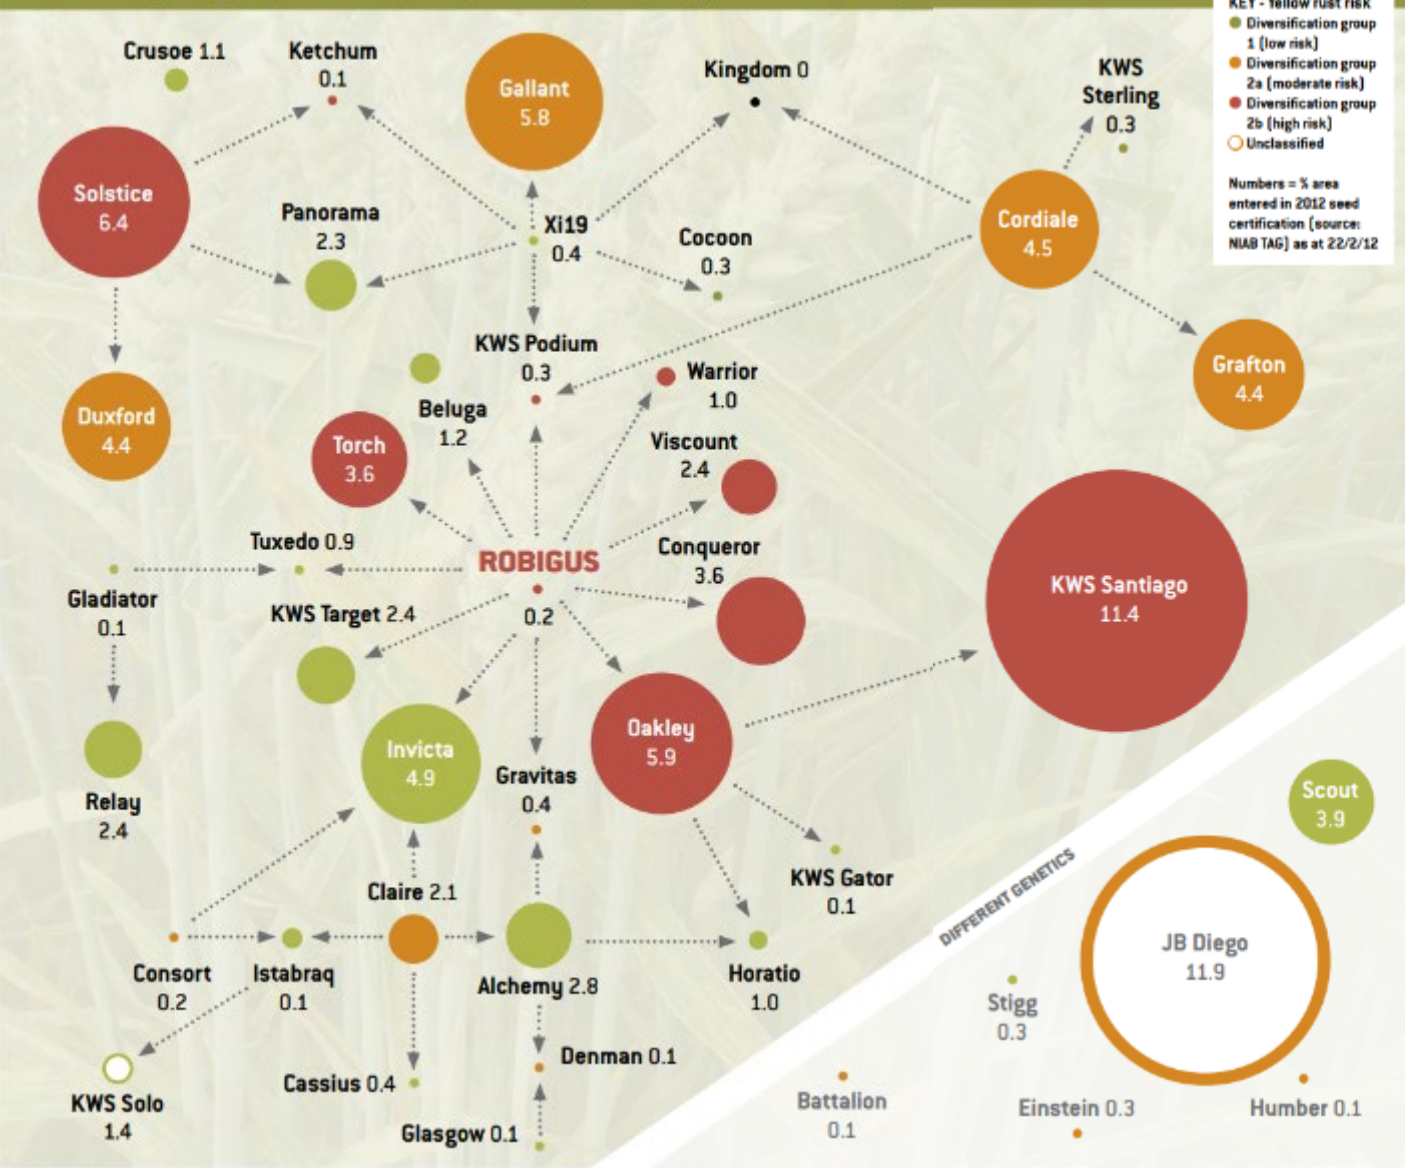 KEY - Yellow rust risk
Diversification group
1 (low risk)
Diversification group
2a (moderate risk)
Diversification group
2b (high risk)
Unclassified
Numbers = % area
entered in 2012 seed
certification (source:
NIAB TAG) as at 22/2/12
Crusoe 1.1
Ketchum
0.1
Gallant
5.8
Kingdom 0
KWS
Sterling
0.3
Solstice
6.4
Panorama
2.3
Xi19
0.4
Cocoon
0.3
Cordiale
4.5
KWS Podium
0.3
Warrior
1.0
Grafton
4.4
Duxford
4.4
Beluga
1.2
Torch
3.6
Viscount
2.4
Tuxedo 0.9
ROBIGUS
0.2
Conqueror
3.6
KWS Santiago
11.4
Gladiator
0.1
KWS Target 2.4
Oakley
5.9
Invicta
4.9
Gravitas
0.4
Relay
2.4
Scout
3.9
KWS Gator
0.1
DIFFERENT GENETICS
Claire 2.1
JB Diego
11.9
Consort
0.2
Istabraq
0.1
Alchemy 2.8
Horatio
1.0
Stigg
0.3
Denman 0.1
Cassius 0.4
KWS Solo
1.4
Battalion
0.1
Einstein 0.3
Humber 0.1
Glasgow 0.1